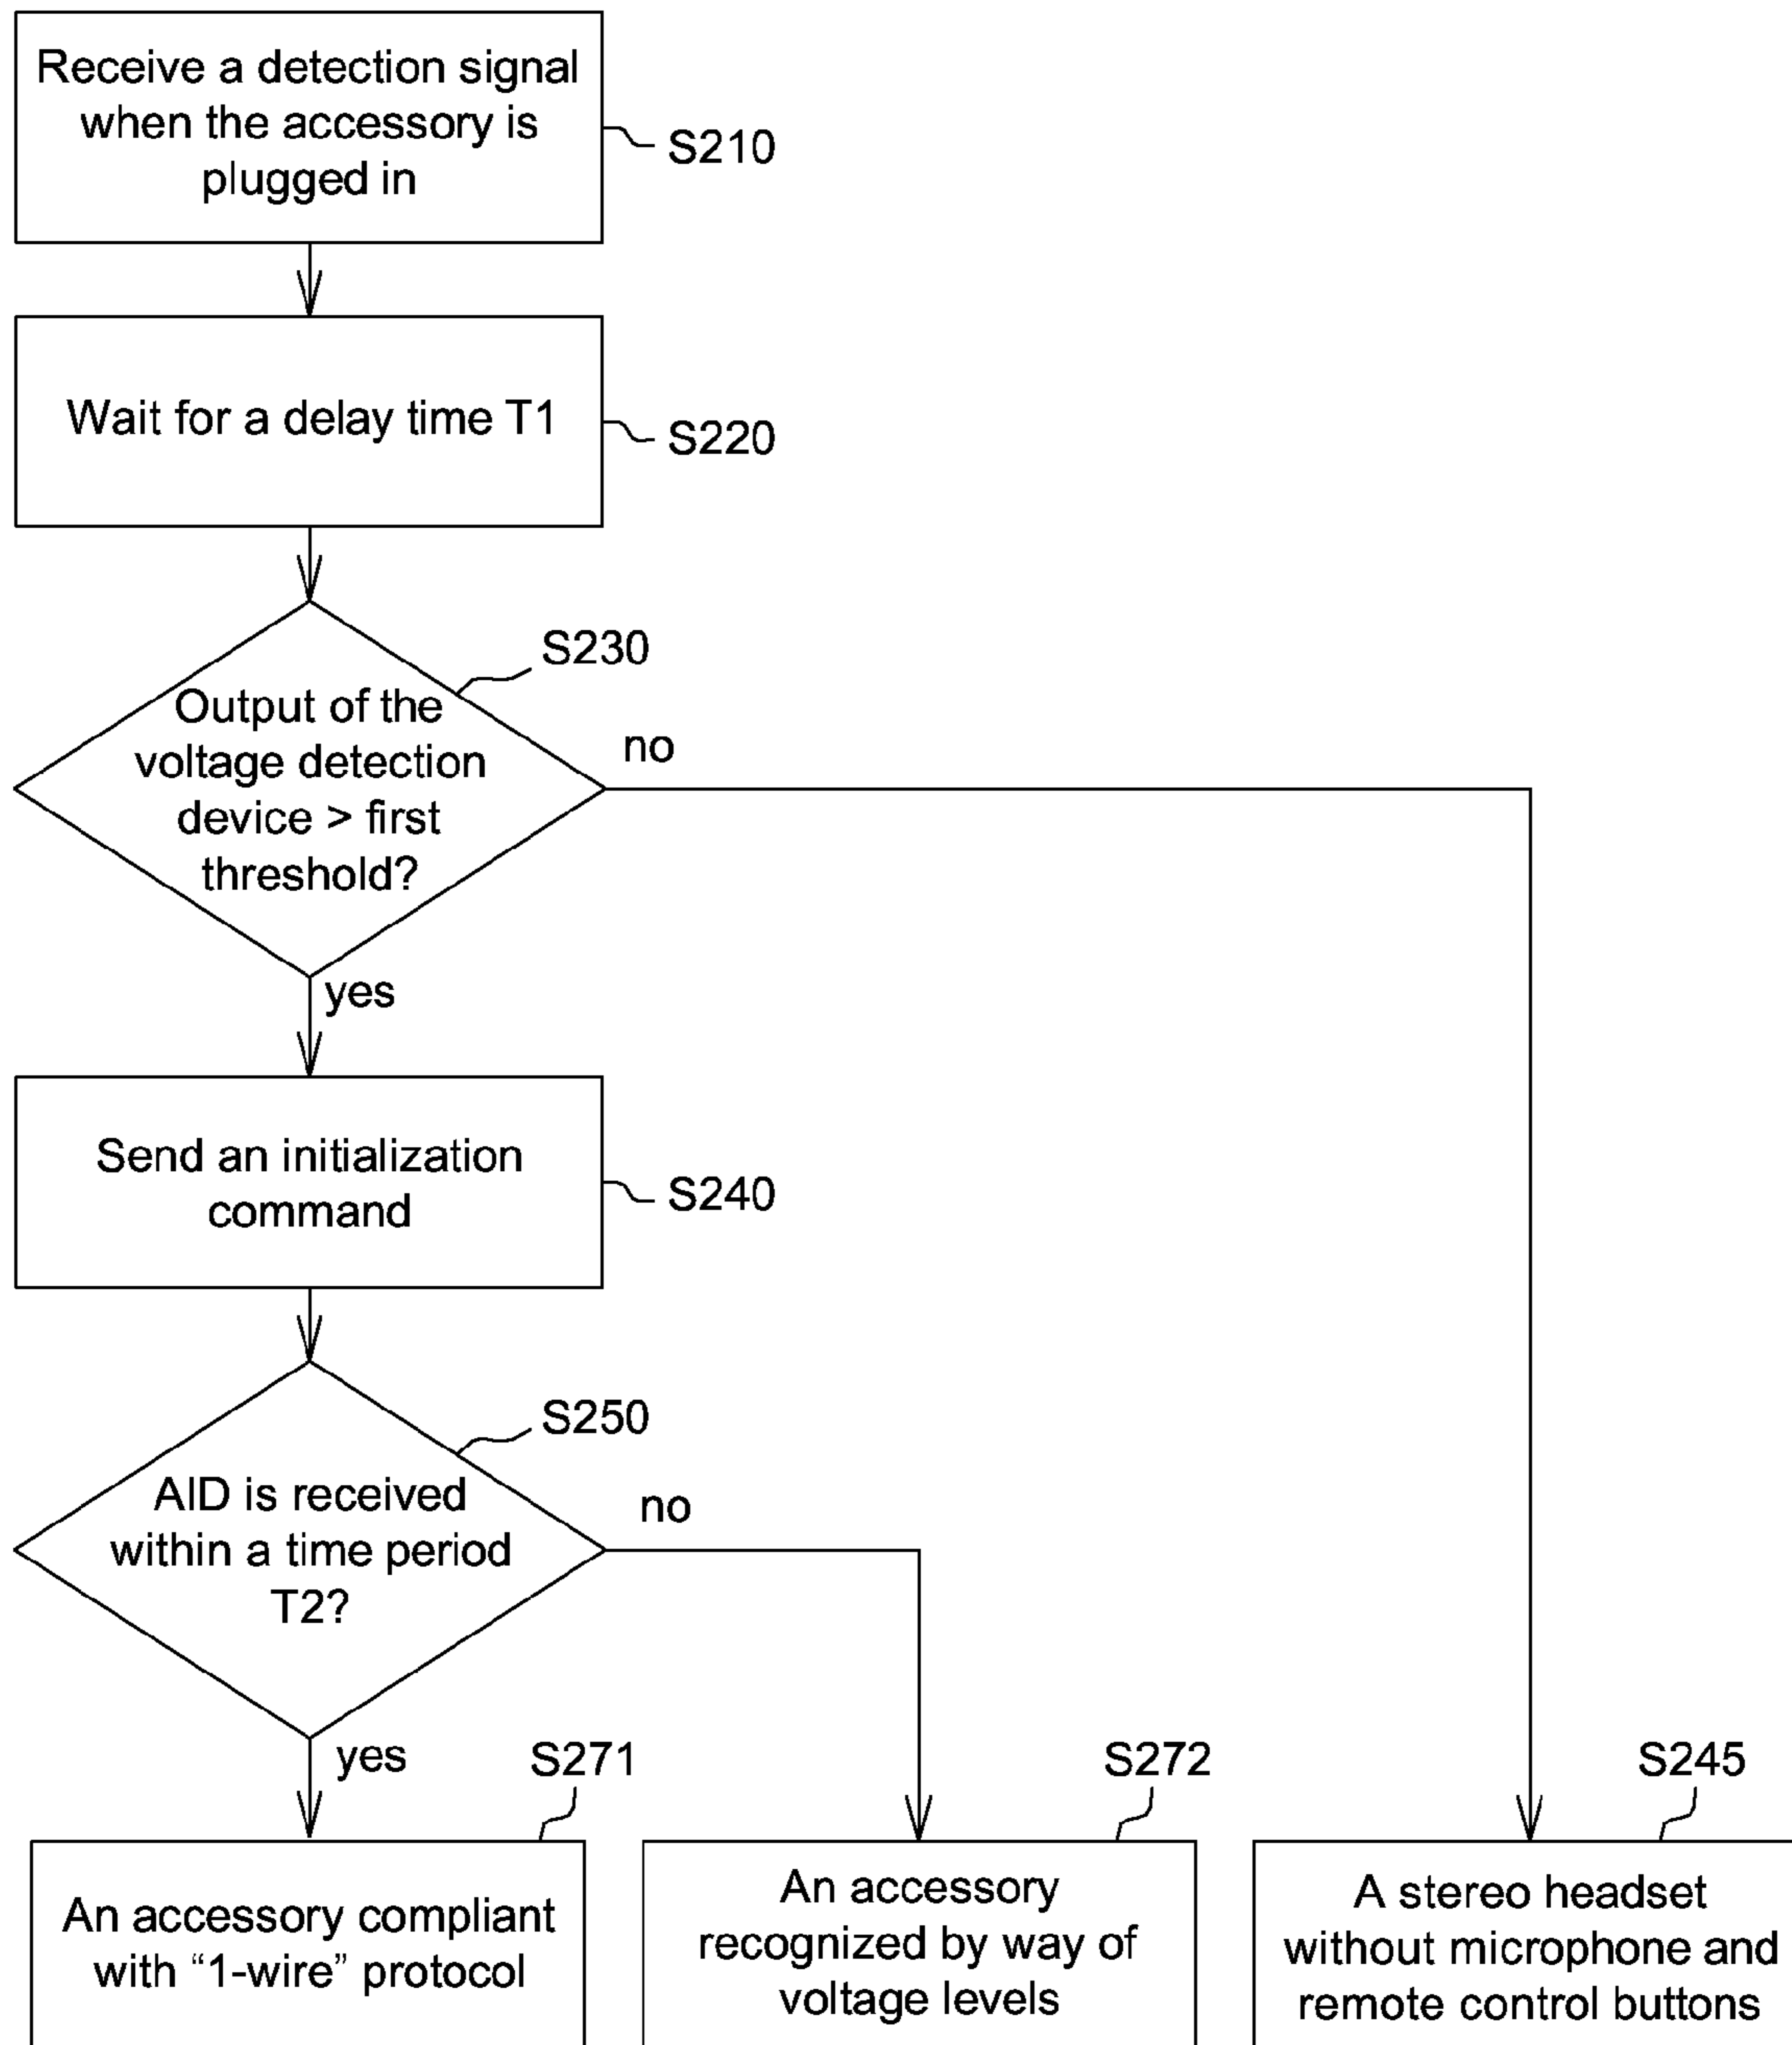 Receive a detection signal
when the accessory is
plugged in
S210
Wait for a delay time T1
S220
S230
Output of the
voltage detection
device > first
threshold?
no
yes
Send an initialization
command
S240
S250
AID is received
within a time period
T2?
no
yes
S271
An accessory compliant
with “1-wire” protocol
S272
An accessory
recognized by way of
voltage levels
S245
A stereo headset
without microphone and
remote control buttons